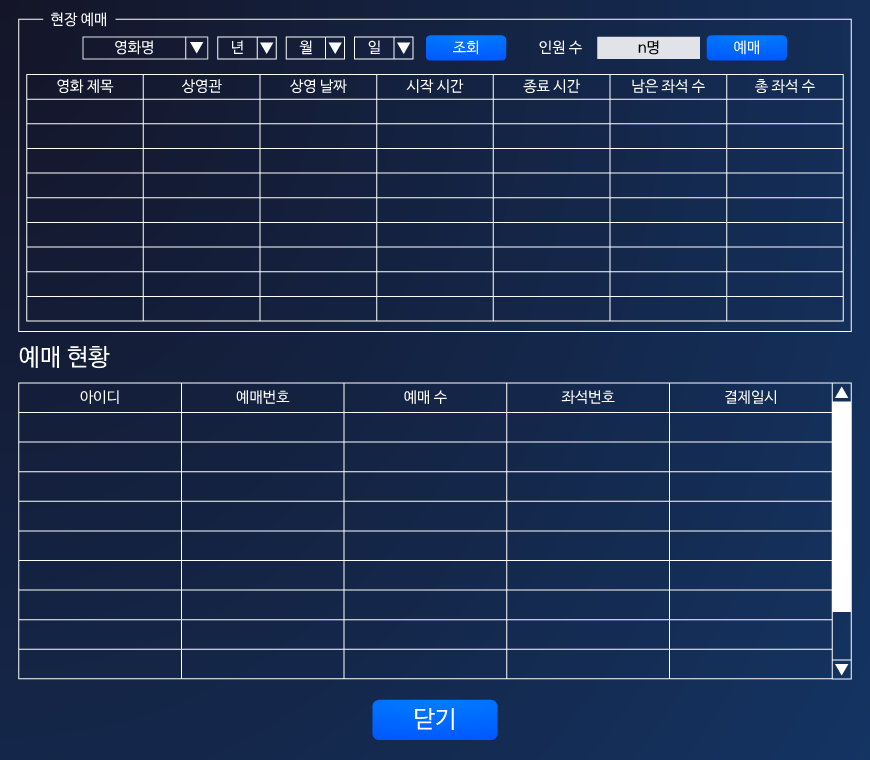 현장 예매
영화명 년 월 일 조회 인원 수 n명 예매
영화 제목 상영관 상영 날짜 시작 시간 종료 시간 남은 좌석 수 총 좌석 수
예매 현황
아이디 예매번호 예매 수 좌석번호 결제일시
닫기